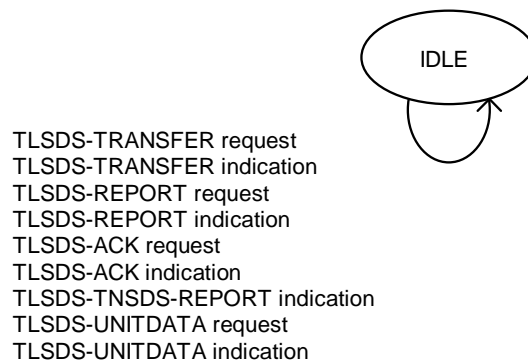 IDLE
TLSDS-TRANSFER request
TLSDS-TRANSFER indication
TLSDS-REPORT request
TLSDS-REPORT indication
TLSDS-ACK request
TLSDS-ACK indication
TLSDS-TNSDS-REPORT indication
TLSDS-UNITDATA request
TLSDS-UNITDATA indication